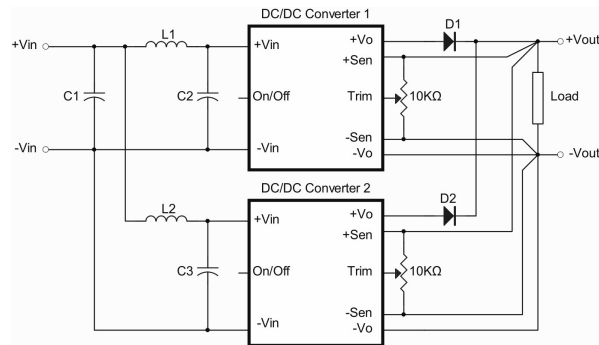 DC/DC Converter 1
D1
+Vin
L1
+Vin
+Vo
+Vout
+Sen
C1
C2
On/Off
Trim
10KΩ
Load
-Sen
-Vin
-Vin
-Vo
-Vout
DC/DC Converter 2
D2
L2
+Vin
+Vo
+Sen
C3
On/Off
Trim
10KΩ
-Sen
-Vin
-Vo